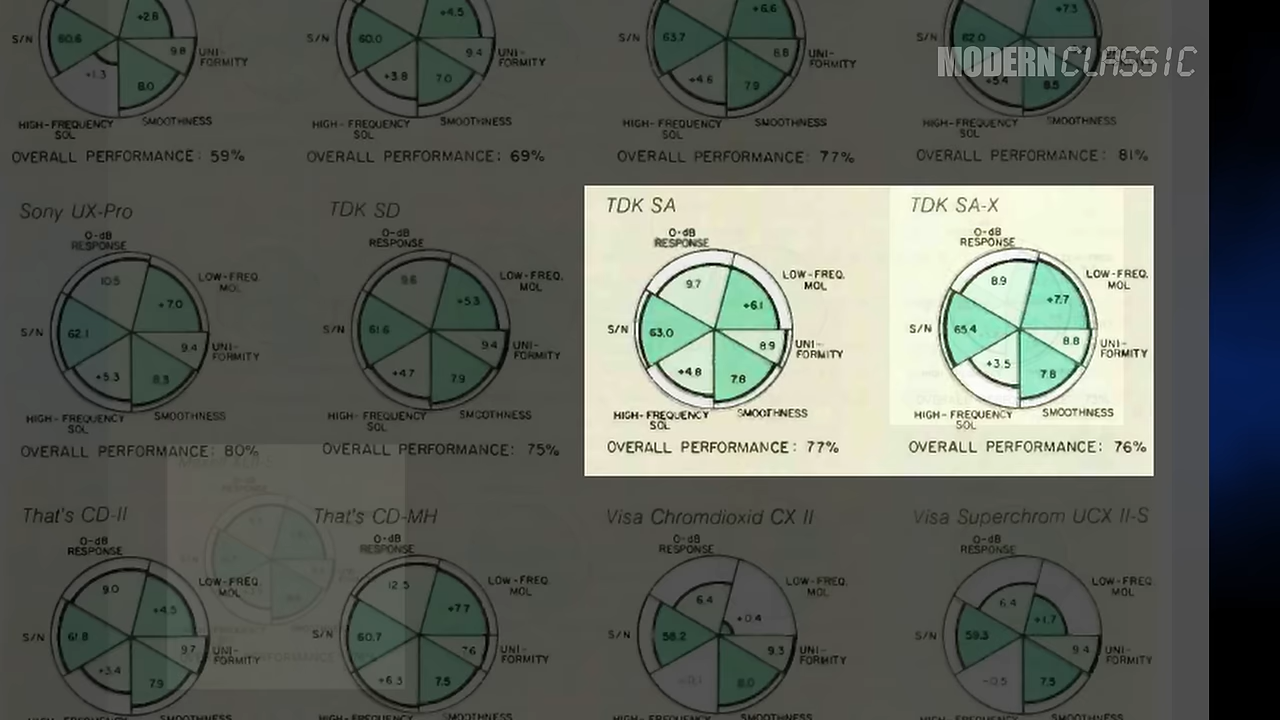 MODERN CLASSIC
+2.8
+4.5
+6.6
+7.3
S/N 60.6 9.8 UNI-FORMITY
S/N 60.0 9.4 UNI-FORMITY
S/N 63.7 8.8 UNI-FORMITY
S/N 62.0
+1.3 8.0
+3.8 7.0
+4.6 7.9
+5.4 8.5
HIGH-FREQUENCY SOL SMOOTHNESS
HIGH-FREQUENCY SOL SMOOTHNESS
HIGH-FREQUENCY SOL SMOOTHNESS
HIGH-FREQUENCY SOL SMOOTHNESS
OVERALL PERFORMANCE: 59%
OVERALL PERFORMANCE: 69%
OVERALL PERFORMANCE: 77%
OVERALL PERFORMANCE: 81%
Sony UX-Pro
0-dB RESPONSE
10.5
LOW-FREQ. MOL
+7.0
S/N 62.1
9.4 UNI-FORMITY
+5.3 8.3
HIGH-FREQUENCY SOL SMOOTHNESS
OVERALL PERFORMANCE: 80%
TDK SD
0-dB RESPONSE
9.6
LOW-FREQ. MOL
+5.3
S/N 61.6
9.4 UNI-FORMITY
+4.7 7.9
HIGH-FREQUENCY SOL SMOOTHNESS
OVERALL PERFORMANCE: 75%
TDK SA
0-dB RESPONSE
9.7
LOW-FREQ. MOL
+6.1
S/N 63.0
8.9 UNI-FORMITY
+4.8 7.8
HIGH-FREQUENCY SOL SMOOTHNESS
OVERALL PERFORMANCE: 77%
TDK SA-X
0-dB RESPONSE
8.9
LOW-FREQ. MOL
+7.7
S/N 65.4
8.8 UNI-FORMITY
+3.5 7.8
HIGH-FREQUENCY SOL SMOOTHNESS
OVERALL PERFORMANCE: 76%
That's CD-II
0-dB RESPONSE
9.0
LOW-FREQ. MOL
+4.5
S/N 61.8
9.7 UNI-FORMITY
+3.4 7.9
HIGH-FREQUENCY SMOOTHNESS
That's CD-MH
0-dB RESPONSE
12.5
LOW-FREQ. MOL
+7.7
S/N 60.7
7.6 UNI-FORMITY
+6.3 7.5
HIGH-FREQUENCY SMOOTHNESS
Visa Chromdioxid CX II
0-dB RESPONSE
6.4
LOW-FREQ. MOL
+0.4
S/N 58.2
9.3 UNI-FORMITY
8.0
HIGH-FREQUENCY SMOOTHNESS
Visa Superchrom UCX II-S
0-dB RESPONSE
6.4
LOW-FREQ. MOL
+1.7
S/N 59.3
9.4 UNI-FORMITY
-0.5 7.3
HIGH-FREQUENCY SMOOTHNESS